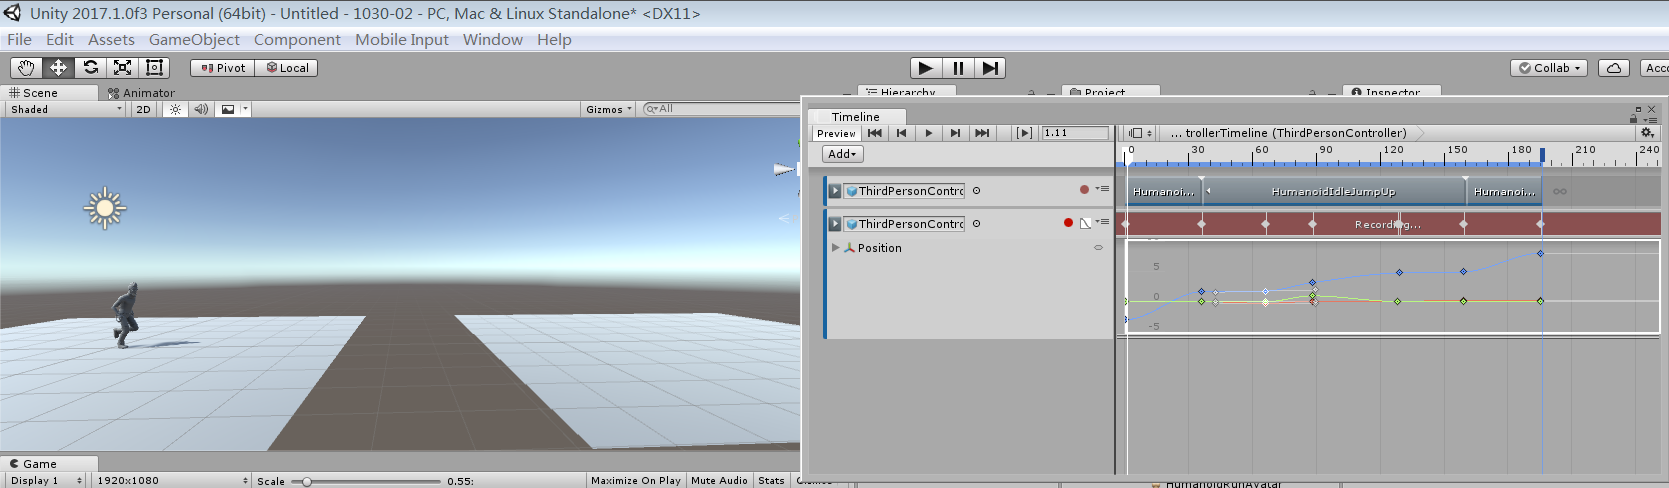 Unity 2017.1.0f3 Personal (64bit) - Untitled - 1030-02 - PC, Mac & Linux Standalone* <DX11>
File Edit Assets GameObject Component Mobile Input Window Help
Pivot Local Collab Acco
Scene Animator Hierarchy Project Inspector
Shaded 2D Gizmos All
Timeline
Preview 1.11 ... trollerTimeline (ThirdPersonController)
Add 0 30 60 90 120 150 180 210 240
ThirdPersonContro Humanoi... HumanoidIdleJumpUp Humanoi...
ThirdPersonContro Recording...
Position
5
0
-5
Game
Display 1 1920x1080 Scale 0.55: Maximize On Play Mute Audio Stats Gizmos
HumanoidRunAvatar